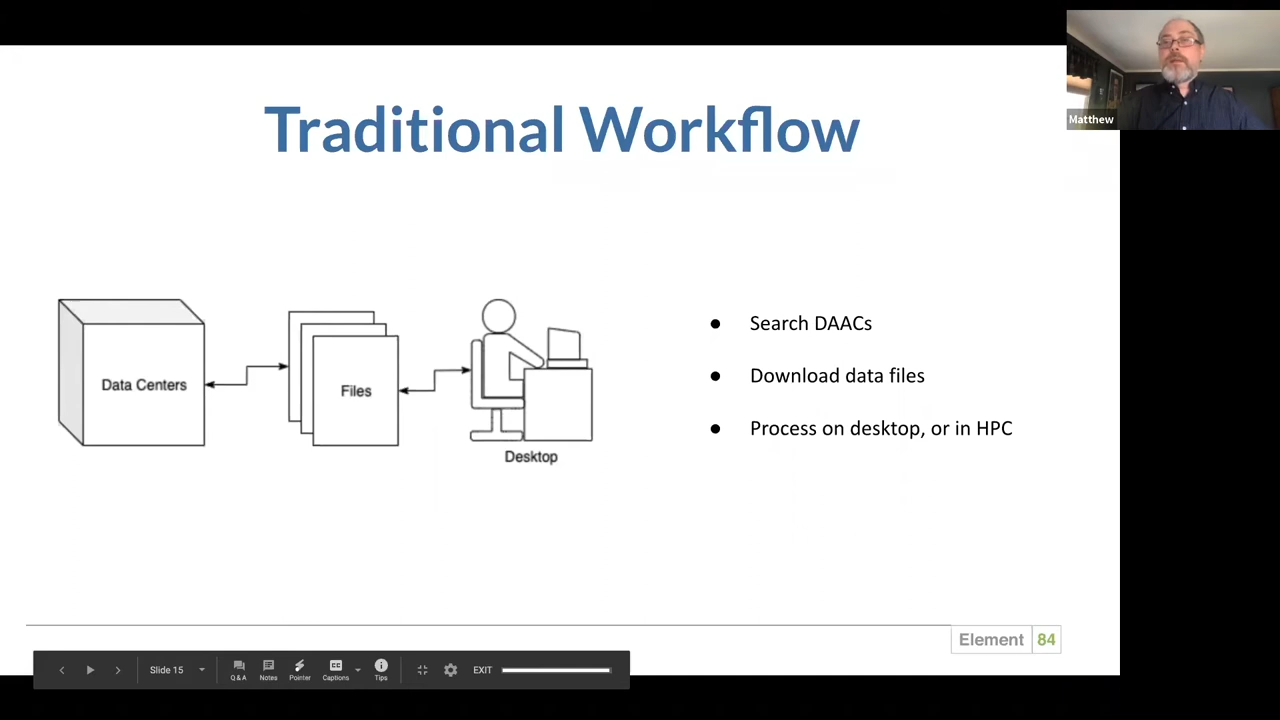 Matthew
Traditional Workflow
Data Centers
Files
Desktop
● Search DAACs
● Download data files
● Process on desktop, or in HPC
Element 84
Slide 15
Q&A
Notes
Pointer
Captions
Tips
EXIT